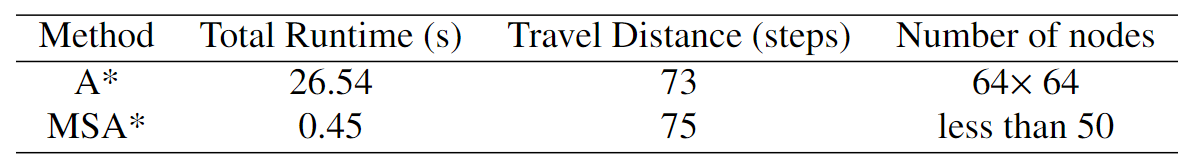 Method Total Runtime (s) Travel Distance (steps) Number of nodes
A* 26.54 73 64× 64
MSA* 0.45 75 less than 50